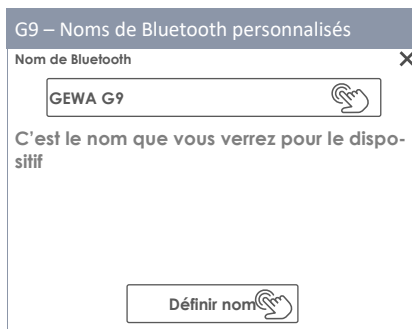 G9 – Noms de Bluetooth personnalisés
Nom de Bluetooth
GEWA G9
C'est le nom que vous verrez pour le dispo-
sitif
Définir nom